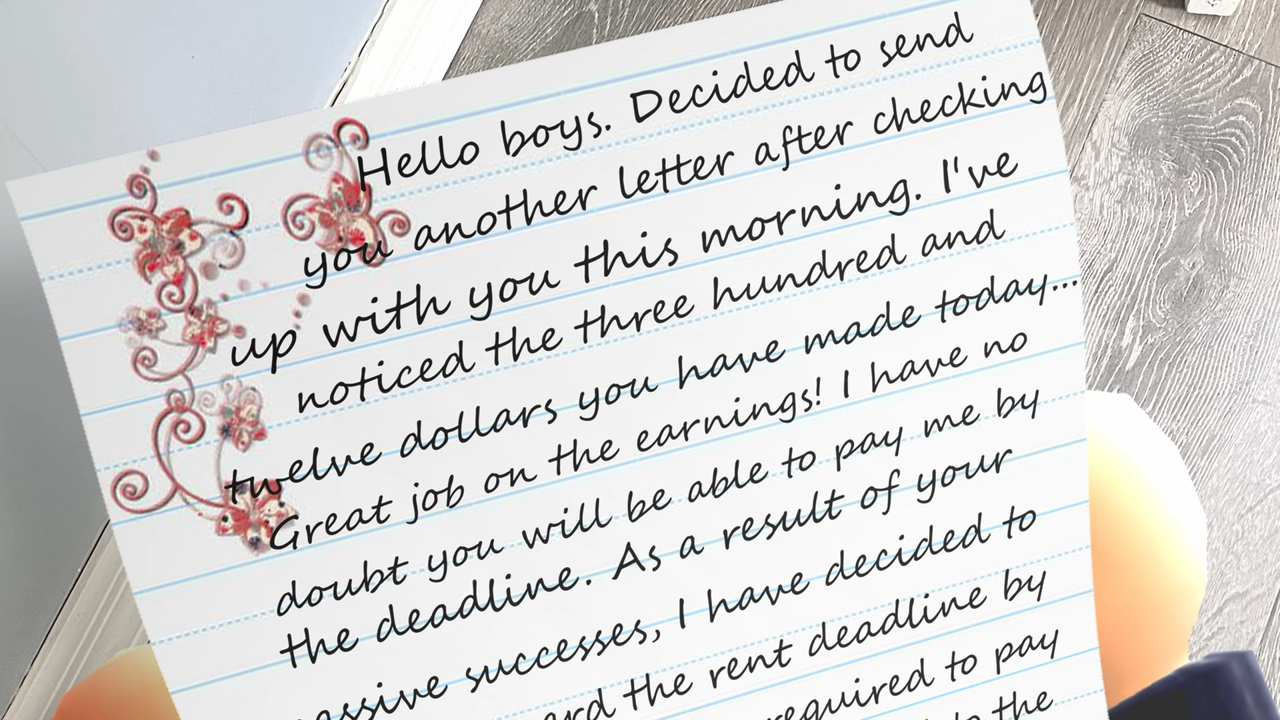 Hello boys. Decided to send
you another letter after checking
up with you this morning. I've
noticed the three hundred and
twelve dollars you have made today...
Great job on the earnings! I have no
doubt you will be able to pay me by
the deadline. As a result of your
successes, I have decided to
the rent deadline by
required to pay
the